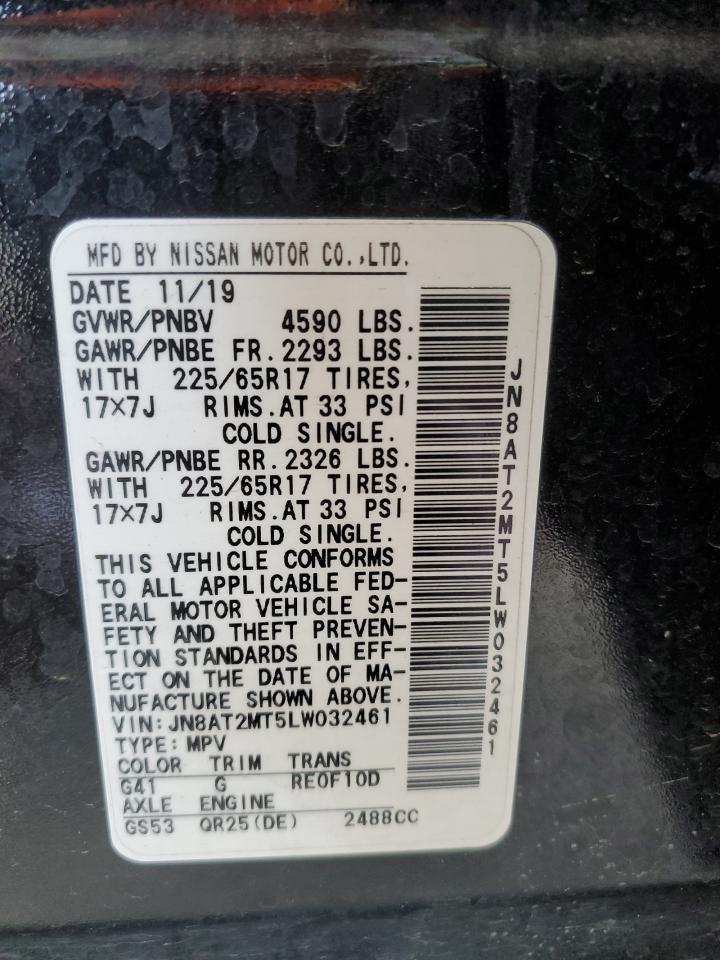 MFD BY NISSAN MOTOR CO.,LTD.
DATE 11/19
GVWR/PNBV 4590 LBS.
GAWR/PNBE FR. 2293 LBS.
WITH 225/65R17 TIRES,
17X7J RIMS. AT 33 PSI
COLD SINGLE.
GAWR/PNBE RR. 2326 LBS.
WITH 225/65R17 TIRES,
17X7J RIMS. AT 33 PSI
COLD SINGLE.
THIS VEHICLE CONFORMS
TO ALL APPLICABLE FED-
ERAL MOTOR VEHICLE SA-
FETY AND THEFT PREVEN-
TION STANDARDS IN EFF-
ECT ON THE DATE OF MA-
NUFACTURE SHOWN ABOVE.
VIN: JN8AT2MT5LW032461
TYPE: MPV
COLOR TRIM TRANS
G41 G RE0F10D
AXLE ENGINE
GS53 QR25(DE) 2488CC
JN8AT2MT5LW032461